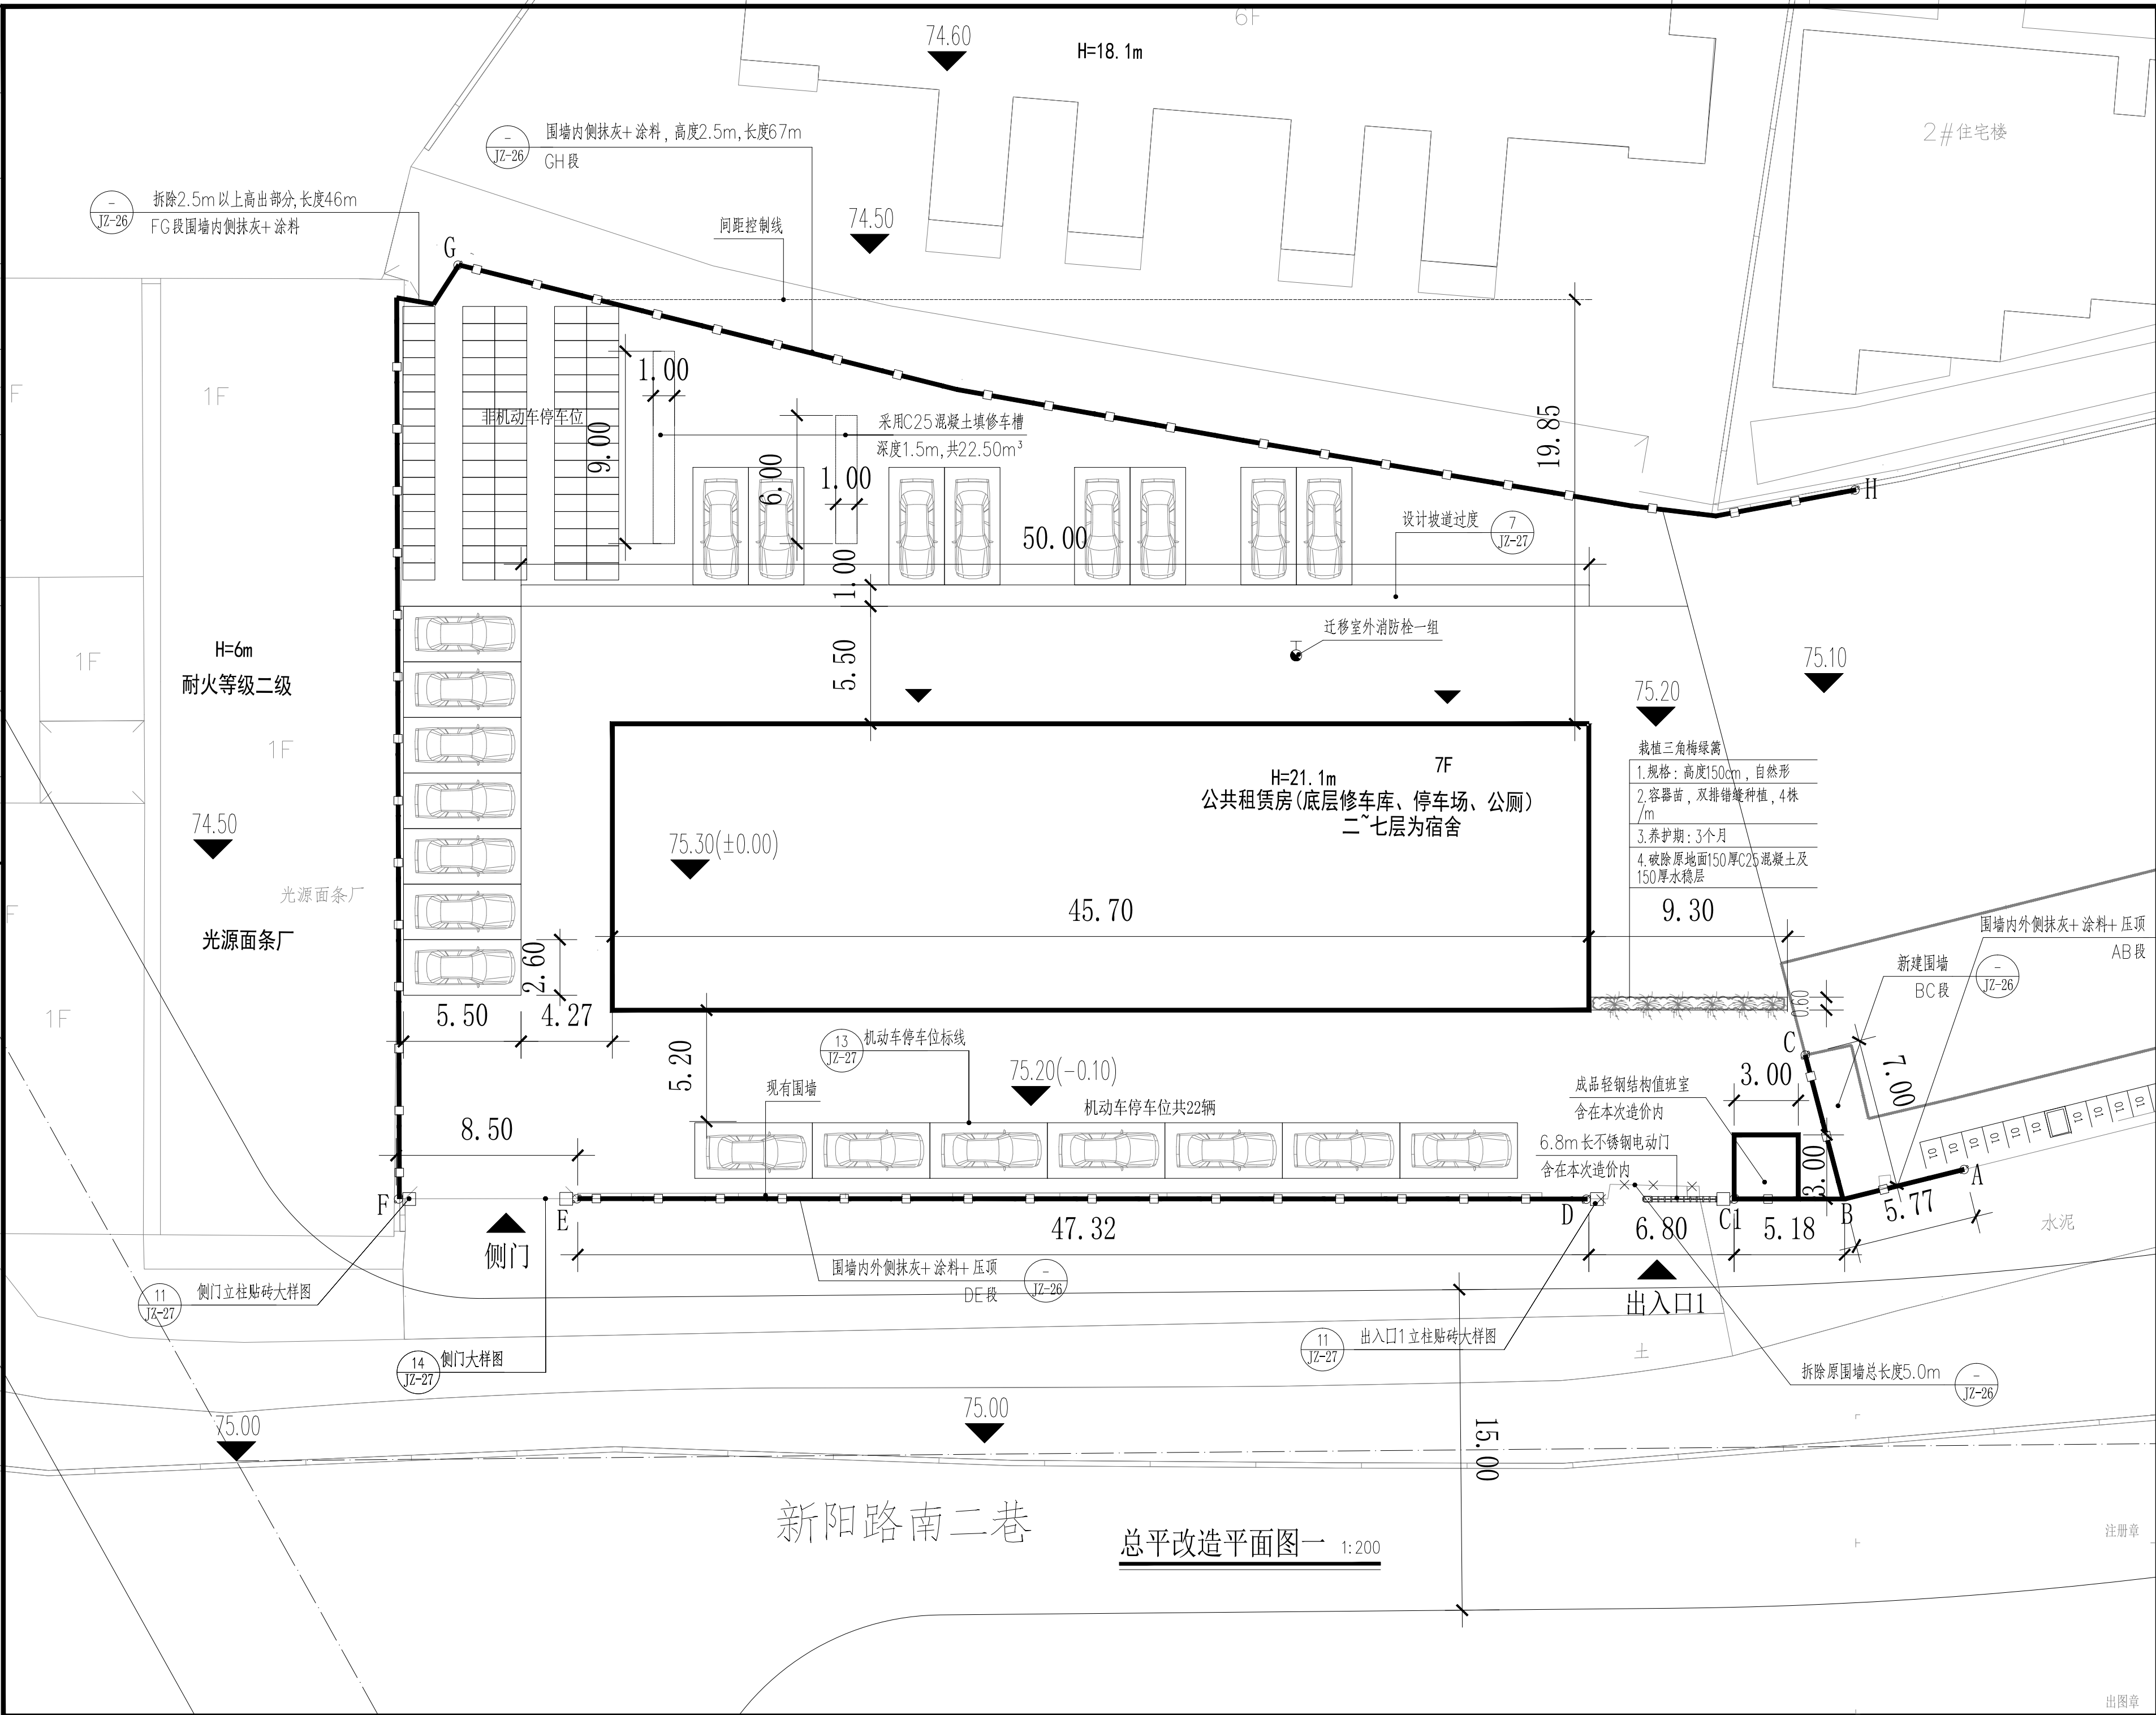 6F
74.60
H=18.1m
2#住宅楼
-
JZ-26
围墙内侧抹灰+涂料，高度2.5m,长度67m
GH段
-
JZ-26
拆除2.5m以上高出部分,长度46m
FG段围墙内侧抹灰+涂料
间距控制线
74.50
G
F
1F
1.00
非机动车停车位
9.00
采用C25混凝土填修车槽
深度1.5m,共22.50m³
6.00
1.00
19.85
H
设计坡道过度
7
JZ-27
50.00
1.00
5.50
迁移室外消防栓一组
75.10
75.20
1F
H=6m
耐火等级二级
1F
74.50
光源面条厂
光源面条厂
F
1F
栽植三角梅绿篱
1.规格：高度150cm，自然形
2.容器苗，双排错缝种植，4株
/m
3.养护期：3个月
4.破除原地面150厚C25混凝土及
150厚水稳层
7F
H=21.1m
公共租赁房(底层修车库、停车场、公厕)
二~七层为宿舍
75.30(±0.00)
45.70
9.30
围墙内外侧抹灰+涂料+压顶
AB段
新建围墙
BC段
-
JZ-26
0.60
2.60
5.50
4.27
5.20
13
JZ-27
机动车停车位标线
现有围墙
75.20(-0.10)
机动车停车位共22辆
C
7.00
成品轻钢结构值班室
含在本次造价内
3.00
6.8m长不锈钢电动门
含在本次造价内
3.00
10
10
10
10
10
10
10
10
10
10
8.50
F
E
D
C1
B
A
侧门
47.32
6.80
5.18
5.77
水泥
围墙内外侧抹灰+涂料+压顶
DE段
-
JZ-26
出入口1
11
JZ-27
侧门立柱贴砖大样图
11
JZ-27
出入口1立柱贴砖大样图
14
JZ-27
侧门大样图
土
拆除原围墙总长度5.0m
-
JZ-26
75.00
75.00
15.00
新阳路南二巷
总平改造平面图一 1:200
注册章
出图章